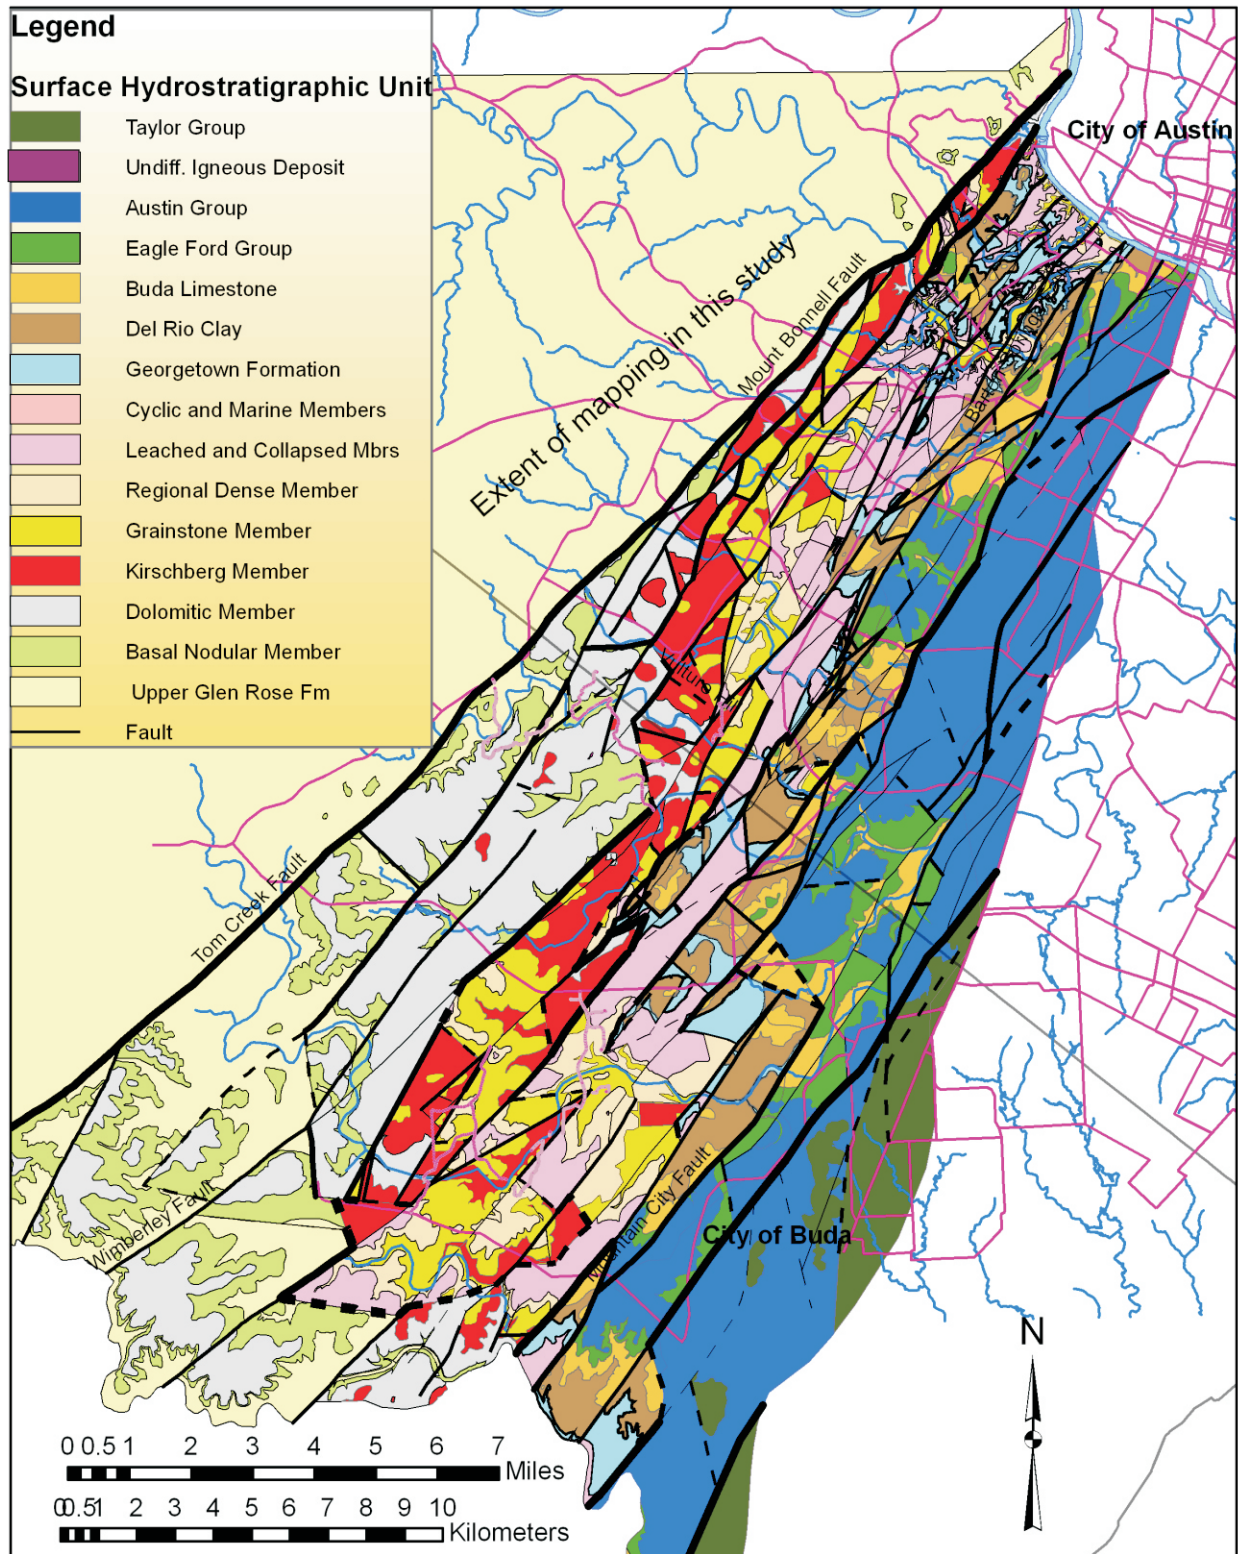 Legend
Surface Hydrostratigraphic Unit
Taylor Group
Undiff. Igneous Deposit
Austin Group
Eagle Ford Group
Buda Limestone
Del Rio Clay
Georgetown Formation
Cyclic and Marine Members
Leached and Collapsed Mbrs
Regional Dense Member
Grainstone Member
Kirschberg Member
Dolomitic Member
Basal Nodular Member
Upper Glen Rose Fm
Fault
City of Austin
Mount Bonnell Fault
Extent of mapping in this study
Barton
Tom Creek Fault
Wimberley Fault
Mountain City Fault
City of Buda
N
0 0.5 1 2 3 4 5 6 7
Miles
0 0.5 1 2 3 4 5 6 7 8 9 10
Kilometers